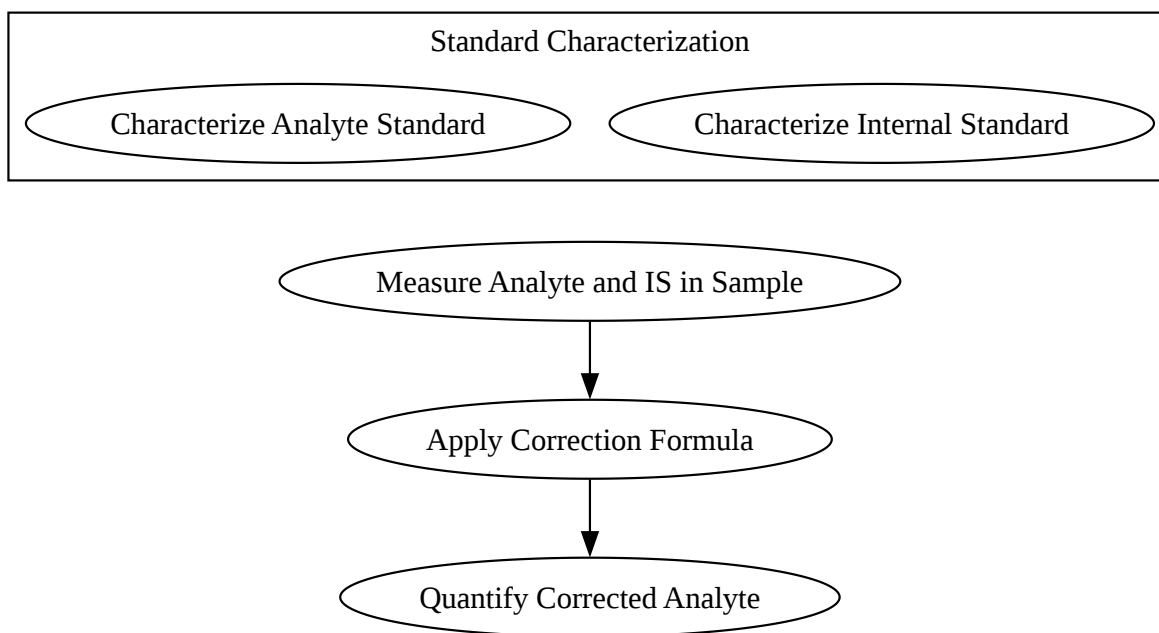 Standard Characterization
Characterize Analyte Standard
Characterize Internal Standard
Measure Analyte and IS in Sample
Apply Correction Formula
Quantify Corrected Analyte